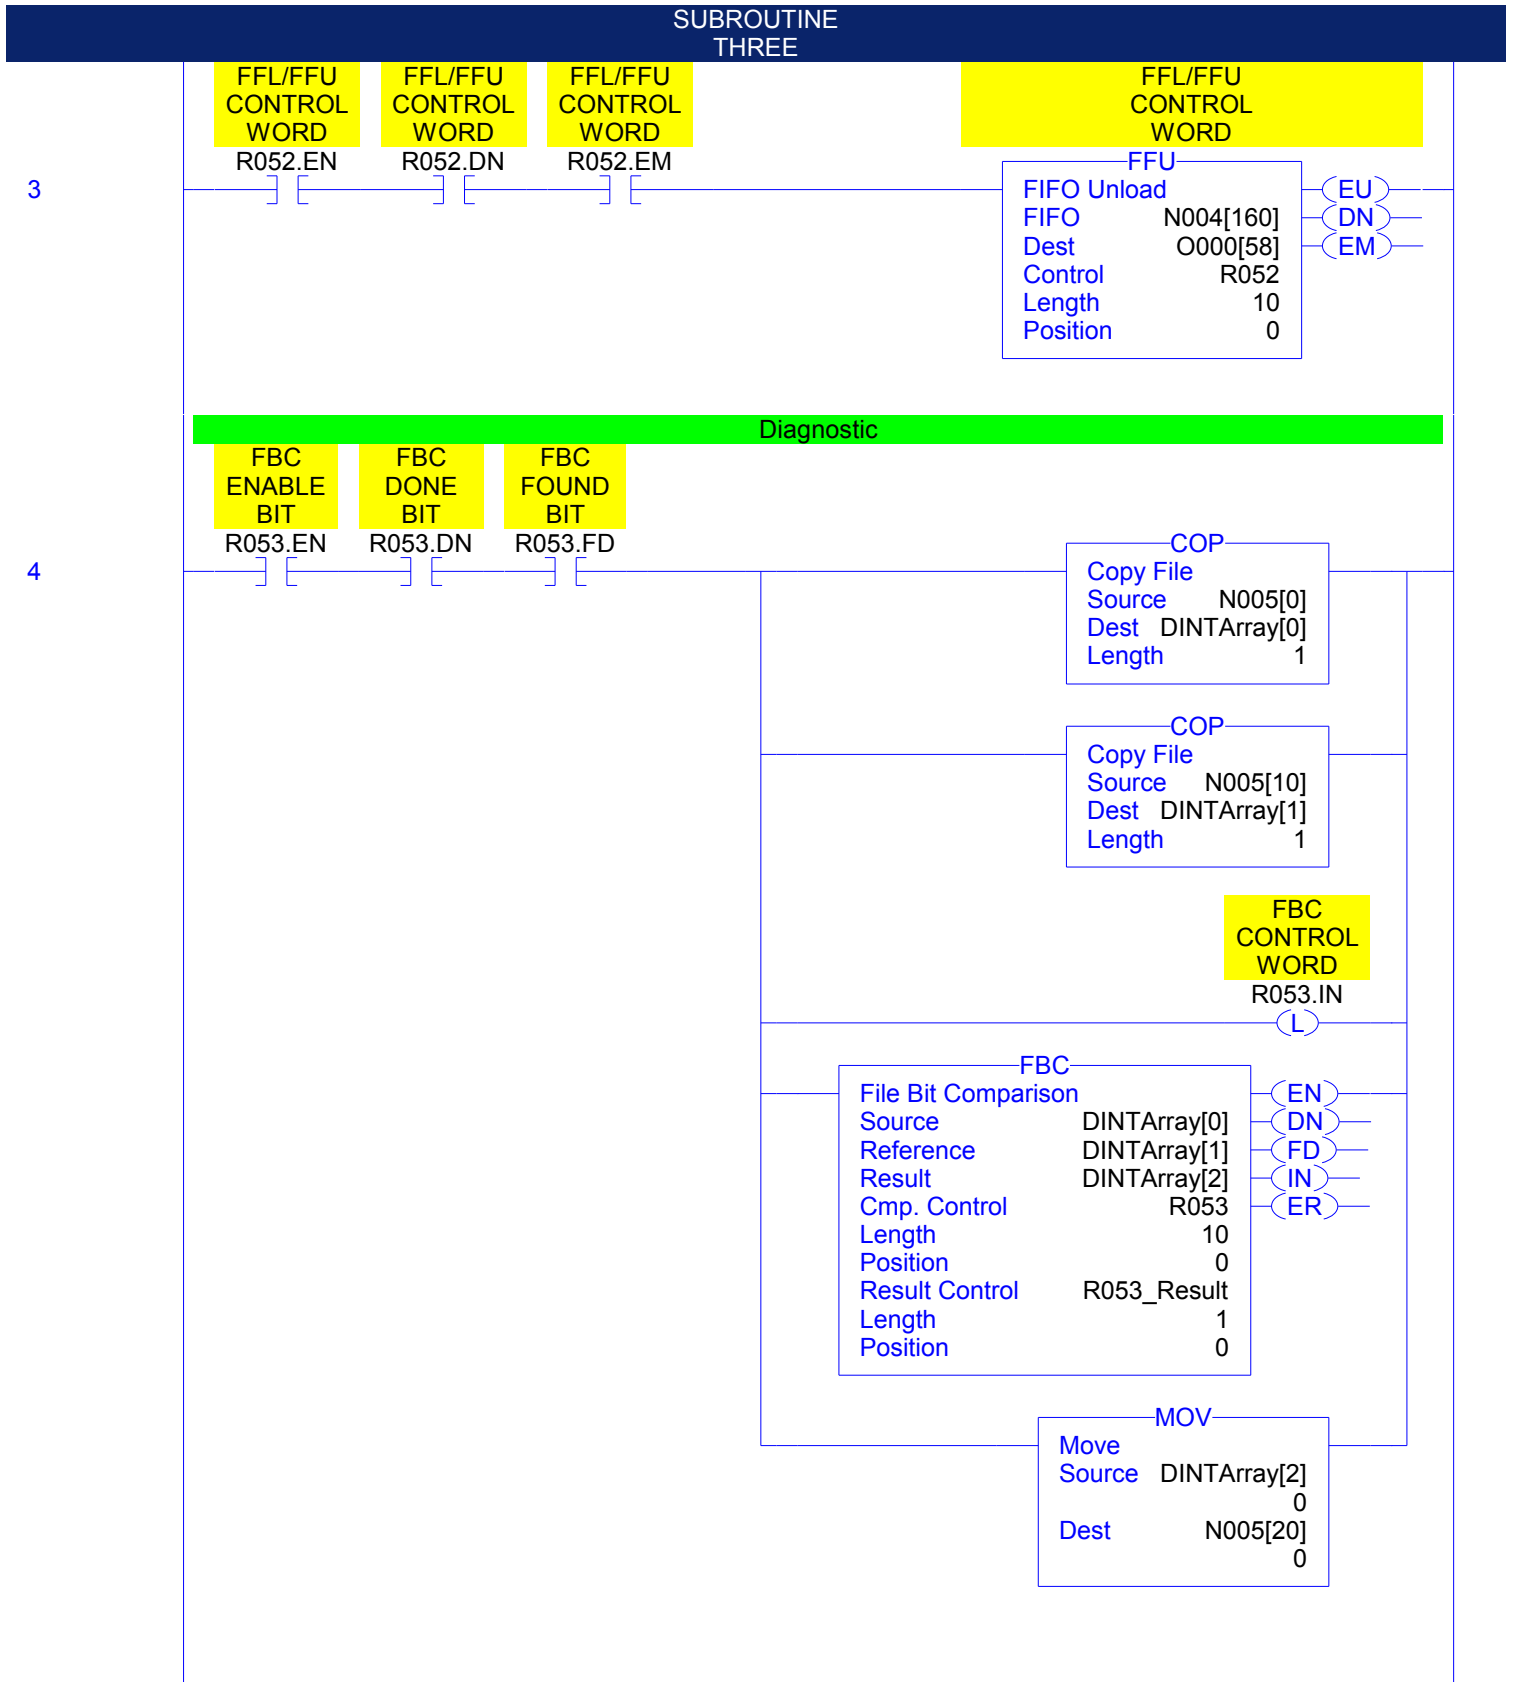 SUBROUTINE
THREE
FFL/FFU
CONTROL
WORD
R052.EN
FFL/FFU
CONTROL
WORD
R052.DN
FFL/FFU
CONTROL
WORD
R052.EM
FFL/FFU
CONTROL
WORD
3
FFU
FIFO Unload
FIFO N004[160]
Dest O000[58]
Control R052
Length 10
Position 0
EU
DN
EM
Diagnostic
FBC
ENABLE
BIT
R053.EN
FBC
DONE
BIT
R053.DN
FBC
FOUND
BIT
R053.FD
4
COP
Copy File
Source N005[0]
Dest DINTArray[0]
Length 1
COP
Copy File
Source N005[10]
Dest DINTArray[1]
Length 1
FBC
CONTROL
WORD
R053.IN
L
FBC
File Bit Comparison
Source DINTArray[0]
Reference DINTArray[1]
Result DINTArray[2]
Cmp. Control R053
Length 10
Position 0
Result Control R053_Result
Length 1
Position 0
EN
DN
FD
IN
ER
MOV
Move
Source DINTArray[2]
0
Dest N005[20]
0